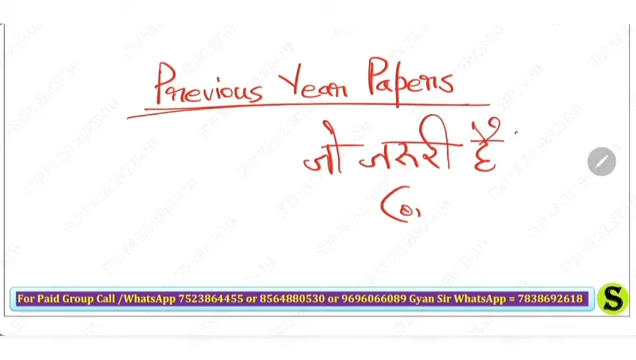 Previous Year Papers
जो जरूरी है
For Paid Group Call /WhatsApp 7523864455 or 8564880530 or 9696066089 Gyan Sir WhatsApp = 7838692618
S